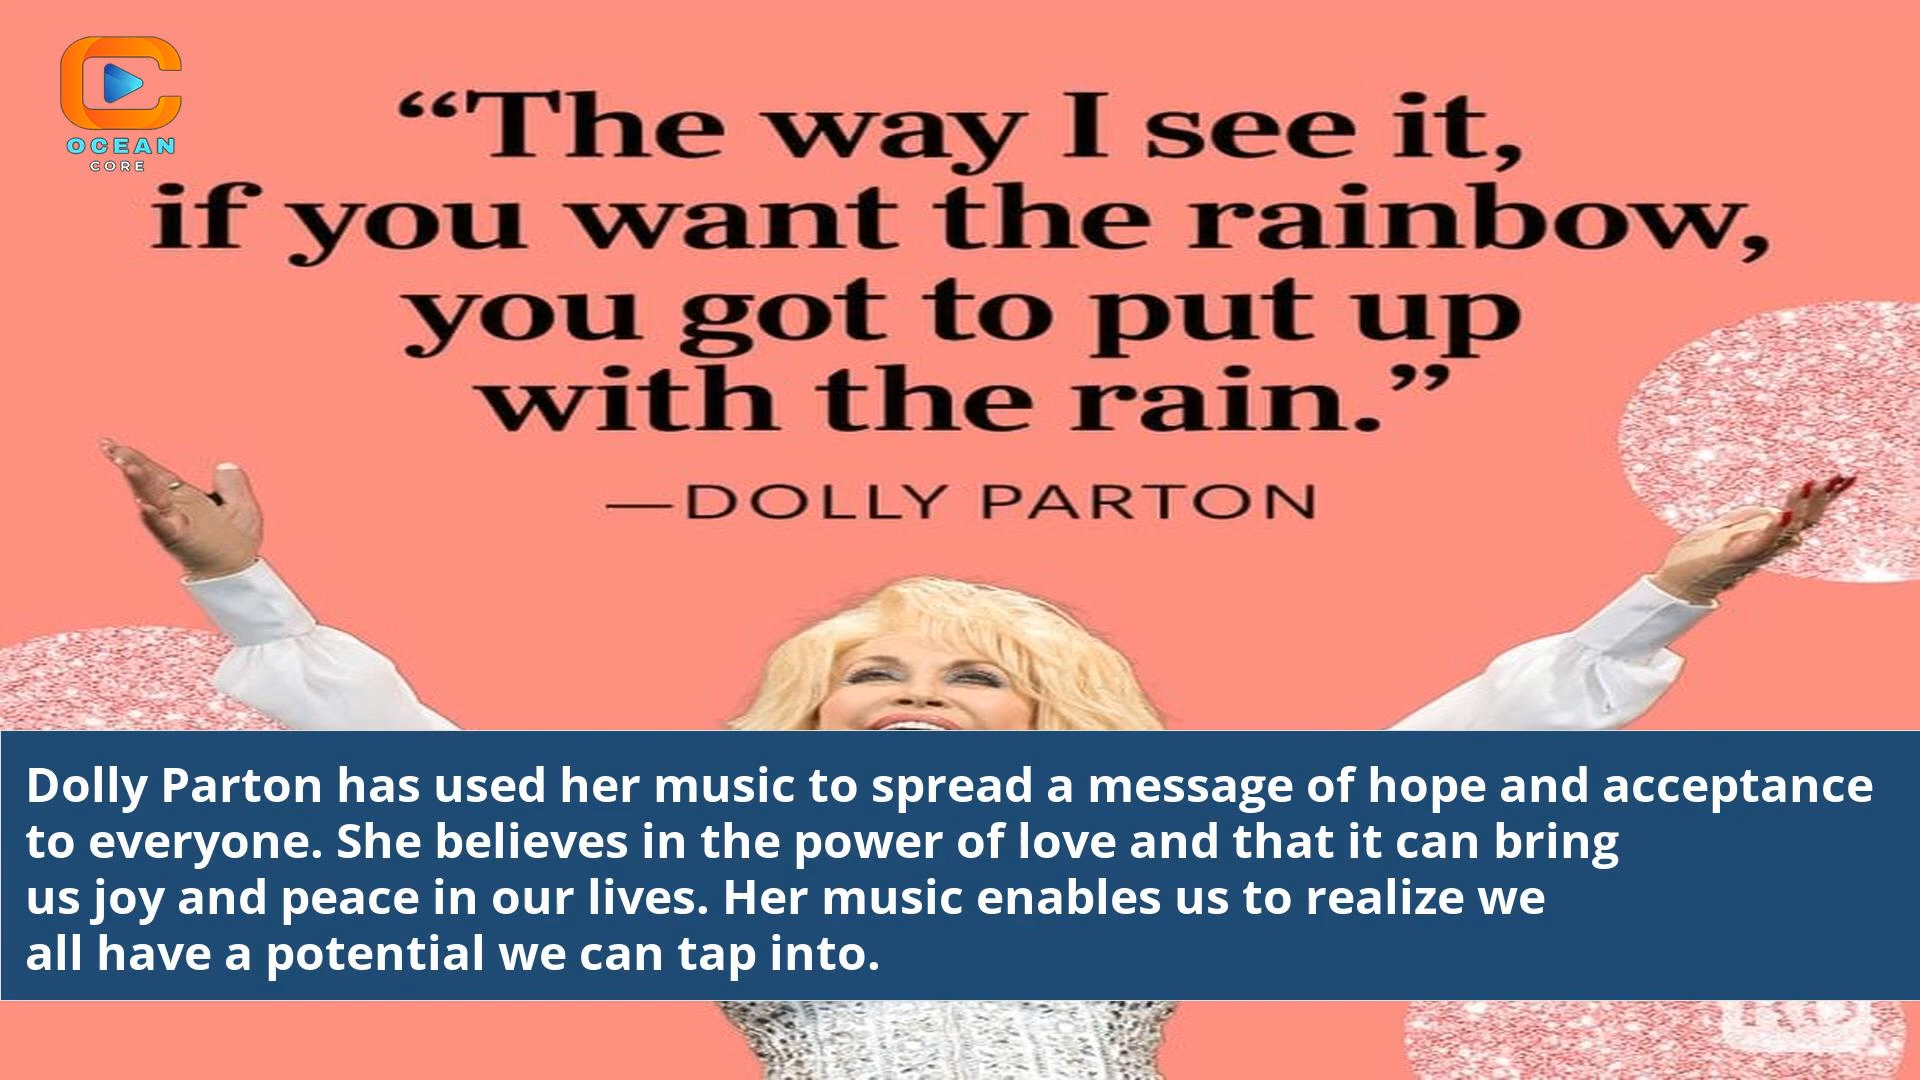 OCEAN
CORE
“The way I see it,
if you want the rainbow,
you got to put up
with the rain.”
—DOLLY PARTON
Dolly Parton has used her music to spread a message of hope and acceptance
to everyone. She believes in the power of love and that it can bring
us joy and peace in our lives. Her music enables us to realize we
all have a potential we can tap into.